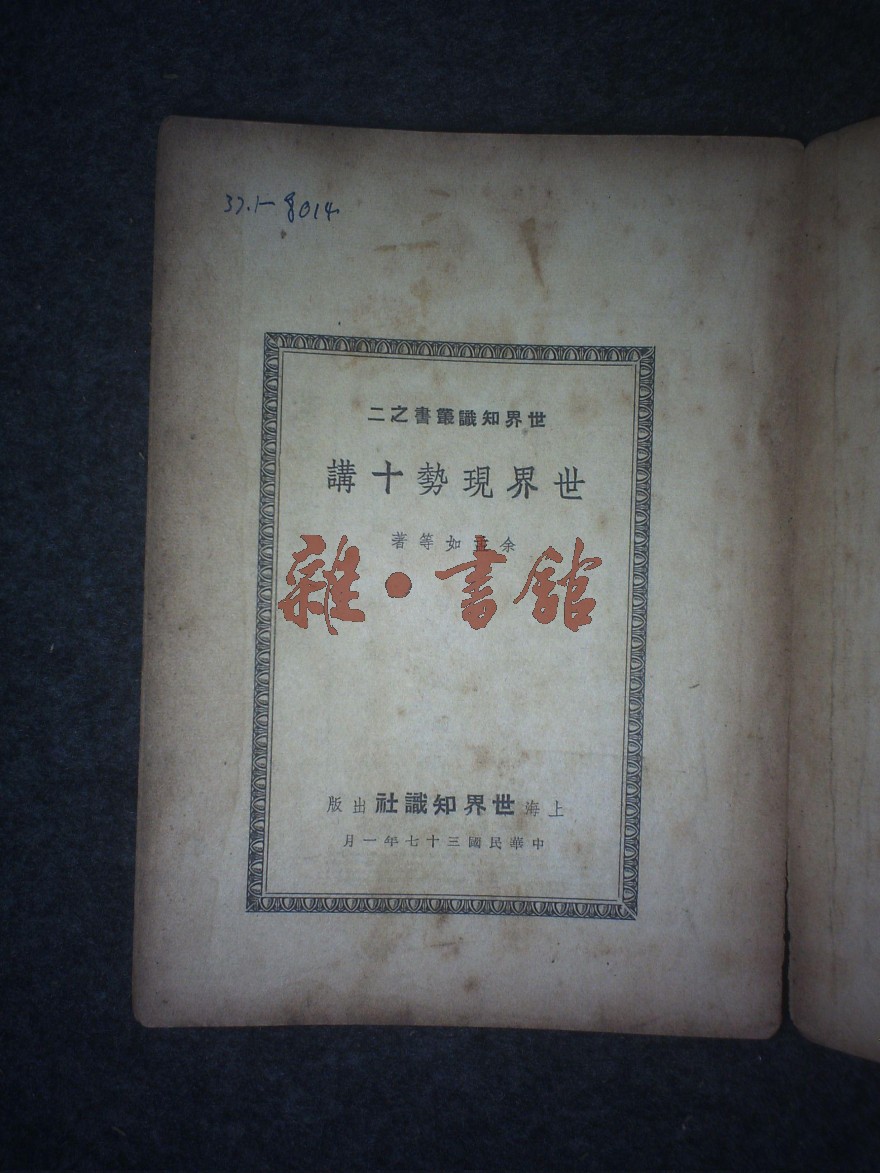 37.1-8014
世界知識叢書之二
世界現勢十講
余 如等著
雜·書館
上海世界知識社出版
中華民國三十七年一月